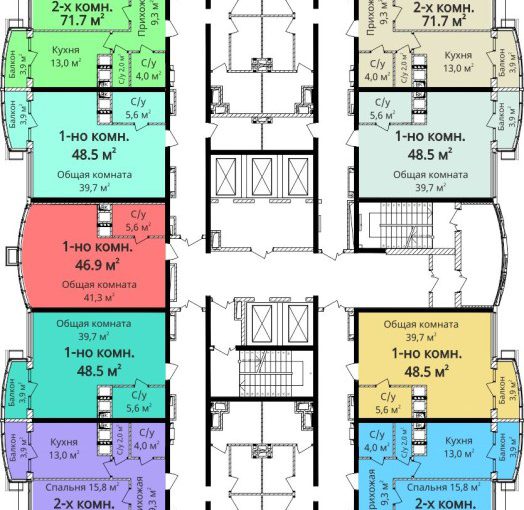 2-х комн.
71.7 м²
Прихожая
9,3 м²
Балкон
3,9 м²
Кухня
13,0 м²
С/у 2,0 м²
С/у
4,0 м²
Прихожая
9,3 м²
2-х комн.
71.7 м²
С/у
4,0 м²
С/у 2,0 м²
Кухня
13,0 м²
Балкон
3,9 м²
Балкон
3,9 м²
С/у
5,6 м²
1-но комн.
48.5 м²
Общая комната
39,7 м²
С/у
5,6 м²
Балкон
3,9 м²
1-но комн.
48.5 м²
Общая комната
39,7 м²
С/у
5,6 м²
1-но комн.
46.9 м²
Общая комната
41,3 м²
Общая комната
39,7 м²
1-но комн.
48.5 м²
Балкон
3,9 м²
С/у
5,6 м²
Общая комната
39,7 м²
1-но комн.
48.5 м²
С/у
5,6 м²
Балкон
3,9 м²
Балкон
3,9 м²
Кухня
13,0 м²
С/у
2,0 м²
С/у
4,0 м²
Спальня 15,8 м²
2-х комн.
Прихожая
9,3 м²
С/у
4,0 м²
С/у
2,0 м²
Кухня
13,0 м²
Балкон
3,9 м²
Прихожая
9,3 м²
Спальня 15,8 м²
2-х комн.